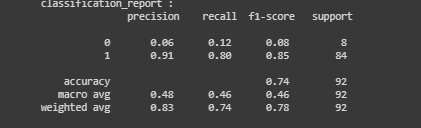 classification_report :
precision recall f1-score support
0 0.06 0.12 0.08 8
1 0.91 0.80 0.85 84
accuracy 0.74 92
macro avg 0.48 0.46 0.46 92
weighted avg 0.83 0.74 0.78 92